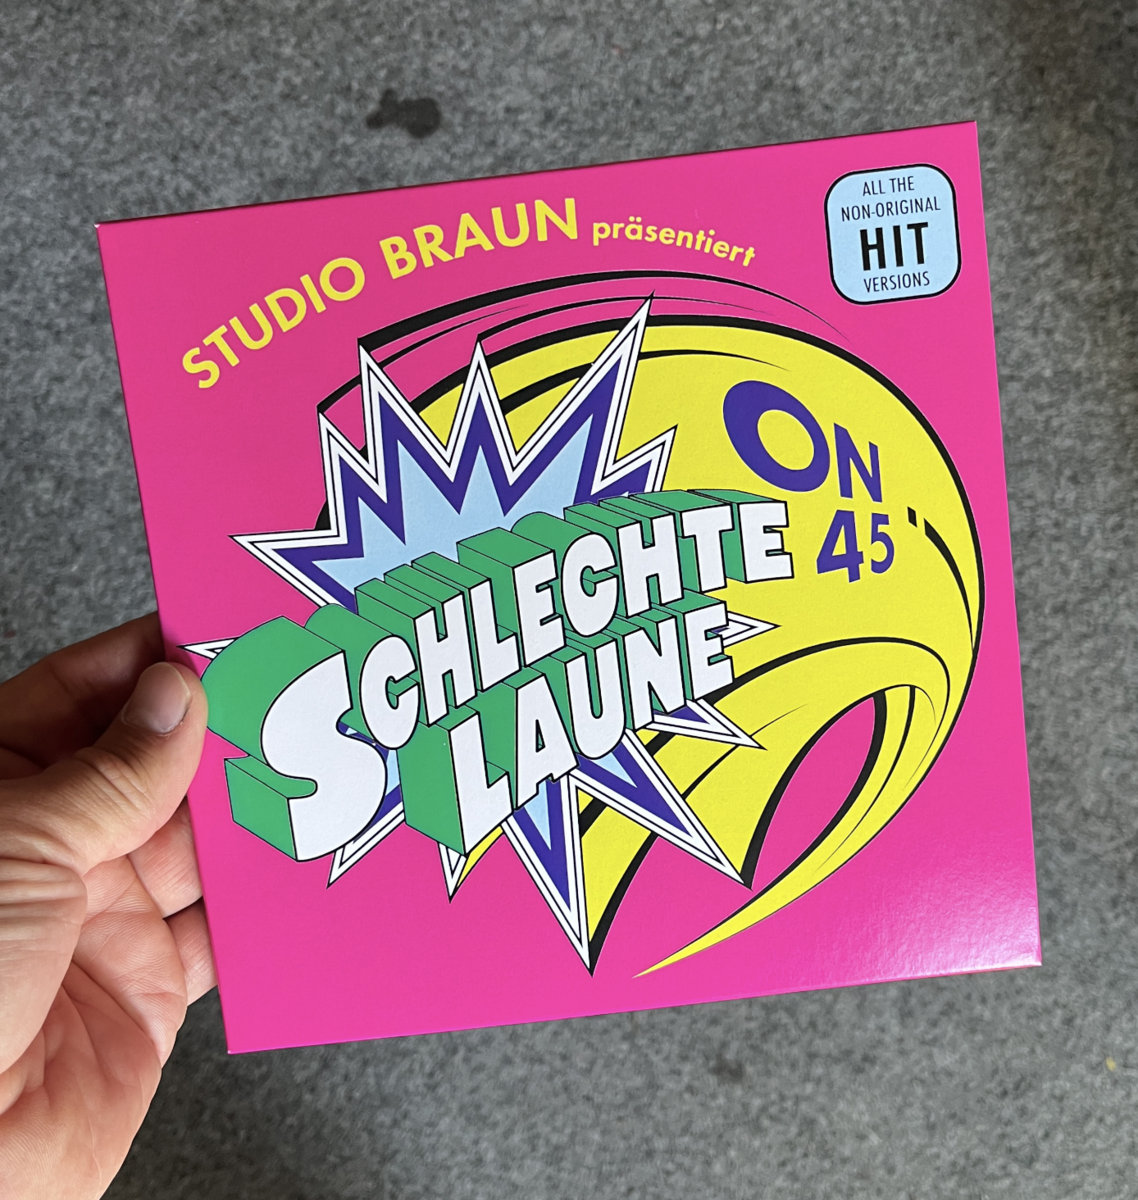 STUDIO BRAUN präsentiert
ALL THE
NON-ORIGINAL
HIT
VERSIONS
SCHLECHTE
LAUNE
ON
45